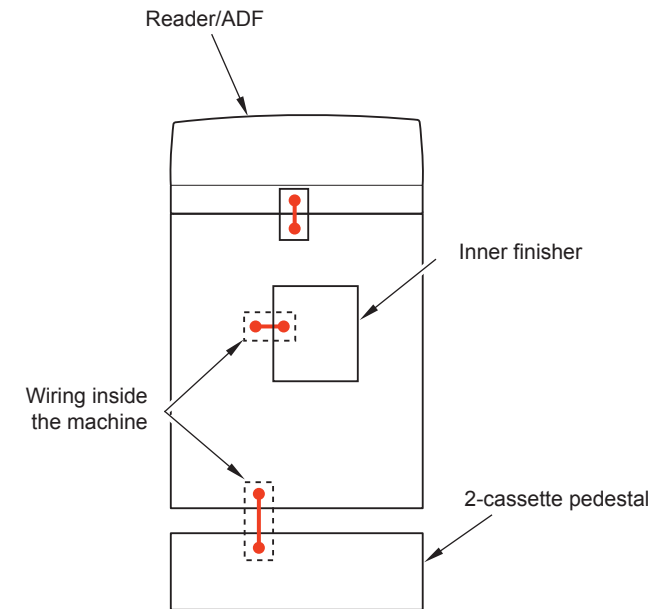 Reader/ADF
Inner finisher
Wiring inside
the machine
2-cassette pedestal